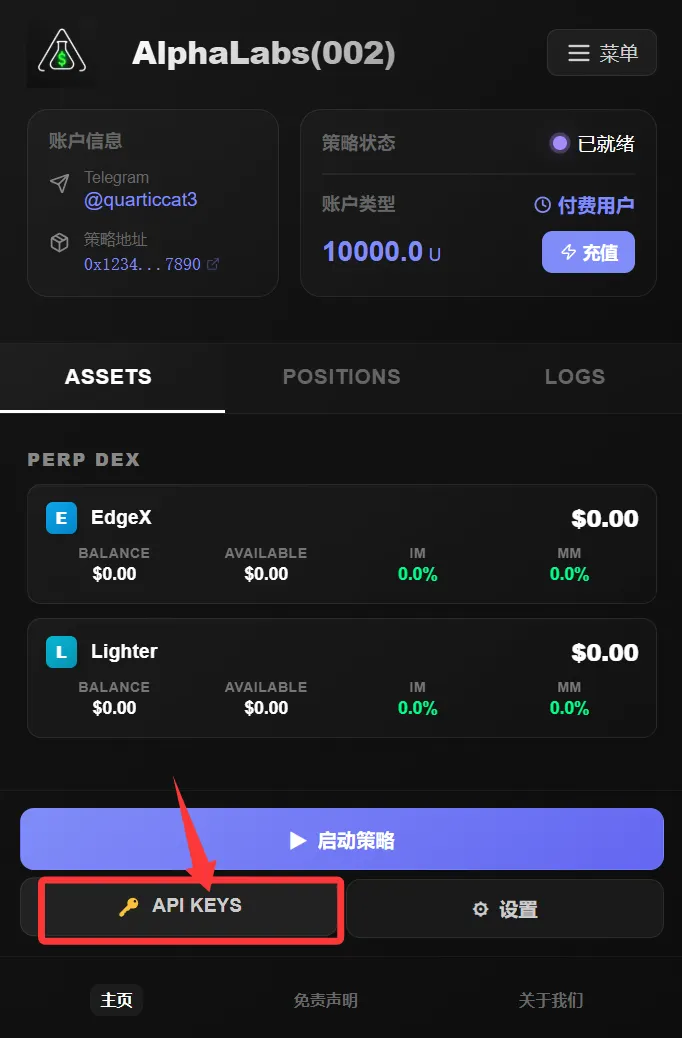 AlphaLabs(002)
菜单
账户信息
Telegram
@quarticcat3
策略地址
0x1234...7890
策略状态
已就绪
账户类型
付费用户
10000.0 U
充值
ASSETS
POSITIONS
LOGS
PERP DEX
E EdgeX
$0.00
BALANCE AVAILABLE IM MM
$0.00 $0.00 0.0% 0.0%
L Lighter
$0.00
BALANCE AVAILABLE IM MM
$0.00 $0.00 0.0% 0.0%
启动策略
API KEYS
设置
主页
免责声明
关于我们